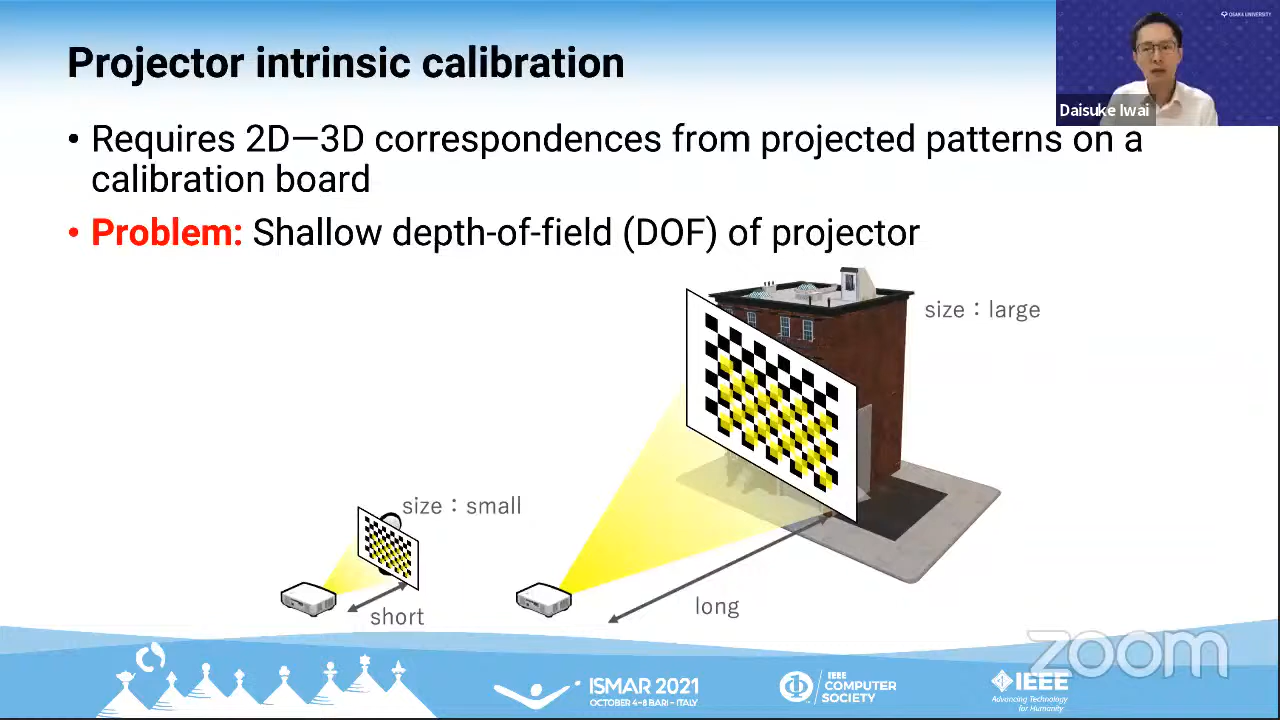 OSAKA UNIVERSITY
Projector intrinsic calibration
Daisuke Iwai
• Requires 2D—3D correspondences from projected patterns on a
calibration board
• Problem: Shallow depth-of-field (DOF) of projector
size：large
size：small
short
long
zoom
ISMAR 2021
OCTOBER 4-8 BARI - ITALY
IEEE
COMPUTER
SOCIETY
IEEE
Advancing Technology
for Humanity